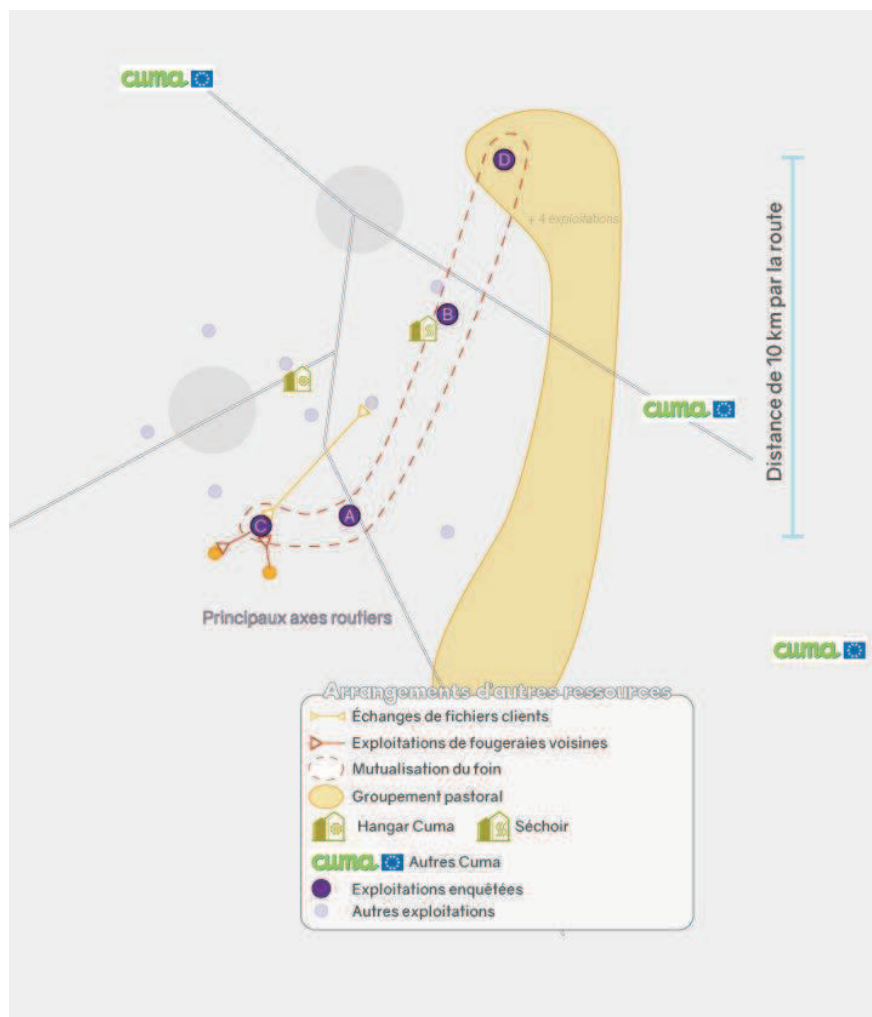 cuma
D
+ 4 exploitations
B
Distance de 10 km par la route
cuma
C
A
Principaux axes routiers
cuma
Arrangements d'autres ressources
Échanges de fichiers clients
Exploitations de fougeraies voisines
Mutualisation du foin
Groupement pastoral
Hangar Cuma Séchoir
cuma Autres Cuma
Exploitations enquêtées
Autres exploitations